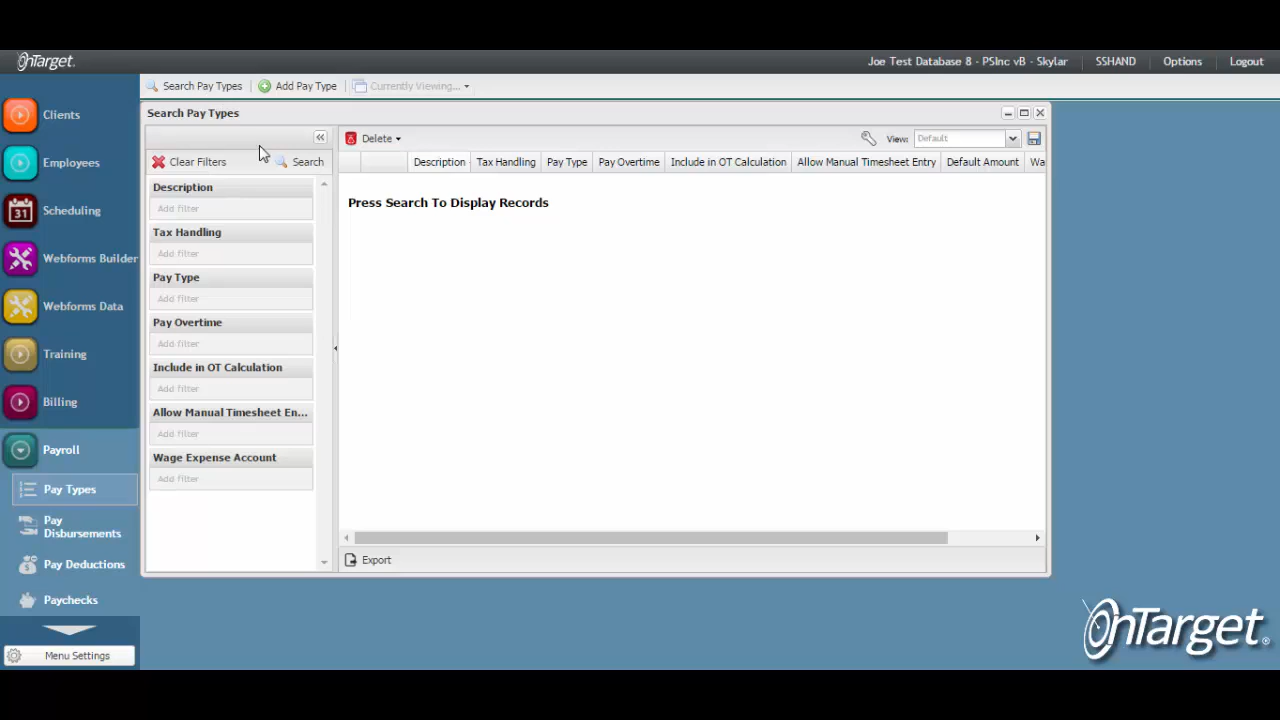 OnTarget.
Joe Test Database 8 - PSInc vB - Skylar SSHAND Options Logout
Search Pay Types Add Pay Type Currently Viewing...
Search Pay Types
Clear Filters Search
Delete View: Default
Description Tax Handling Pay Type Pay Overtime Include in OT Calculation Allow Manual Timesheet Entry Default Amount Wa
Press Search To Display Records
Description
Add filter
Tax Handling
Add filter
Pay Type
Add filter
Pay Overtime
Add filter
Include in OT Calculation
Add filter
Allow Manual Timesheet En...
Add filter
Wage Expense Account
Add filter
Export
Clients
Employees
31
Scheduling
Webforms Builder
Webforms Data
Training
Billing
Payroll
Pay Types
Pay
Disbursements
Pay Deductions
Paychecks
Menu Settings
OnTarget®